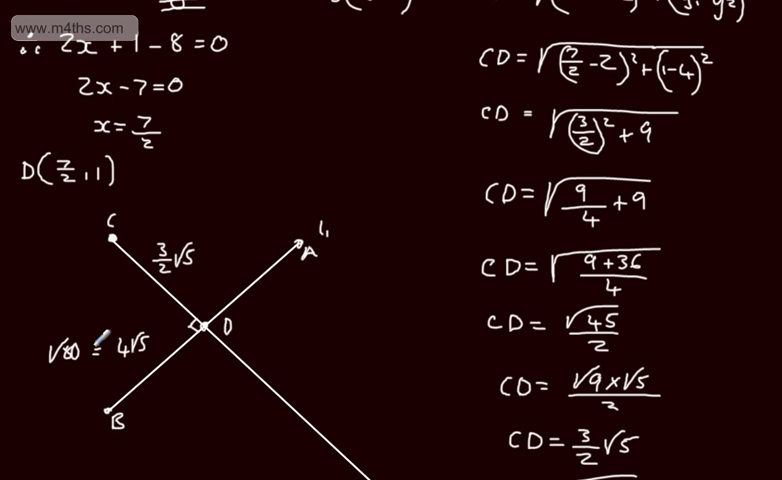 www.m4ths.com
∴ 2x + 1 - 8 = 0
2x - 7 = 0
x = 7/2
D(7/2, 1)
C
3/2 √5
L₁
A
D
√80 = 4√5
B
CD = √((7/2 - 2)² + (1-4)²)
CD = √((3/2)² + 9)
CD = √(9/4 + 9)
CD = √((9+36)/4)
CD = √45/2
CD = (√9 × √5)/2
CD = 3/2 √5